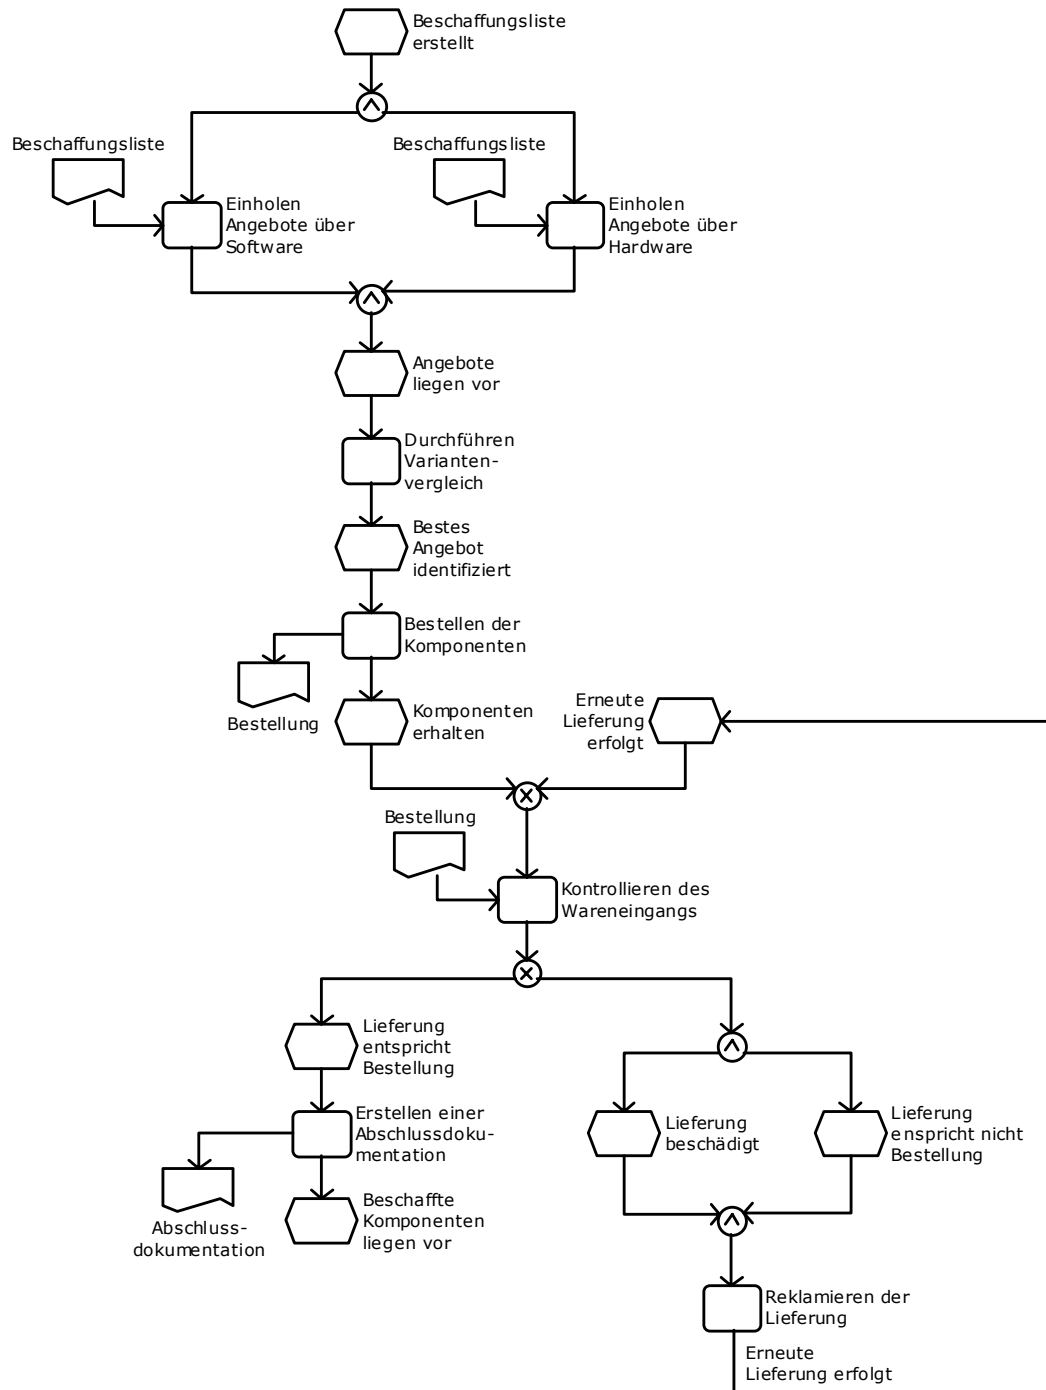 Beschaffungsliste
erstellt
Beschaffungsliste
Beschaffungsliste
Einholen
Angebote über
Software
Einholen
Angebote über
Hardware
Angebote
liegen vor
Durchführen
Varianten-
vergleich
Bestes
Angebot
identifiziert
Bestellen der
Komponenten
Bestellung
Komponenten
erhalten
Erneute
Lieferung
erfolgt
Bestellung
Kontrollieren des
Wareneingangs
Lieferung
entspricht
Bestellung
Erstellen einer
Abschlussdoku-
mentation
Abschluss-
dokumentation
Beschaffte
Komponenten
liegen vor
Lieferung
beschädigt
Lieferung
enspricht nicht
Bestellung
Reklamieren der
Lieferung
Erneute
Lieferung erfolgt